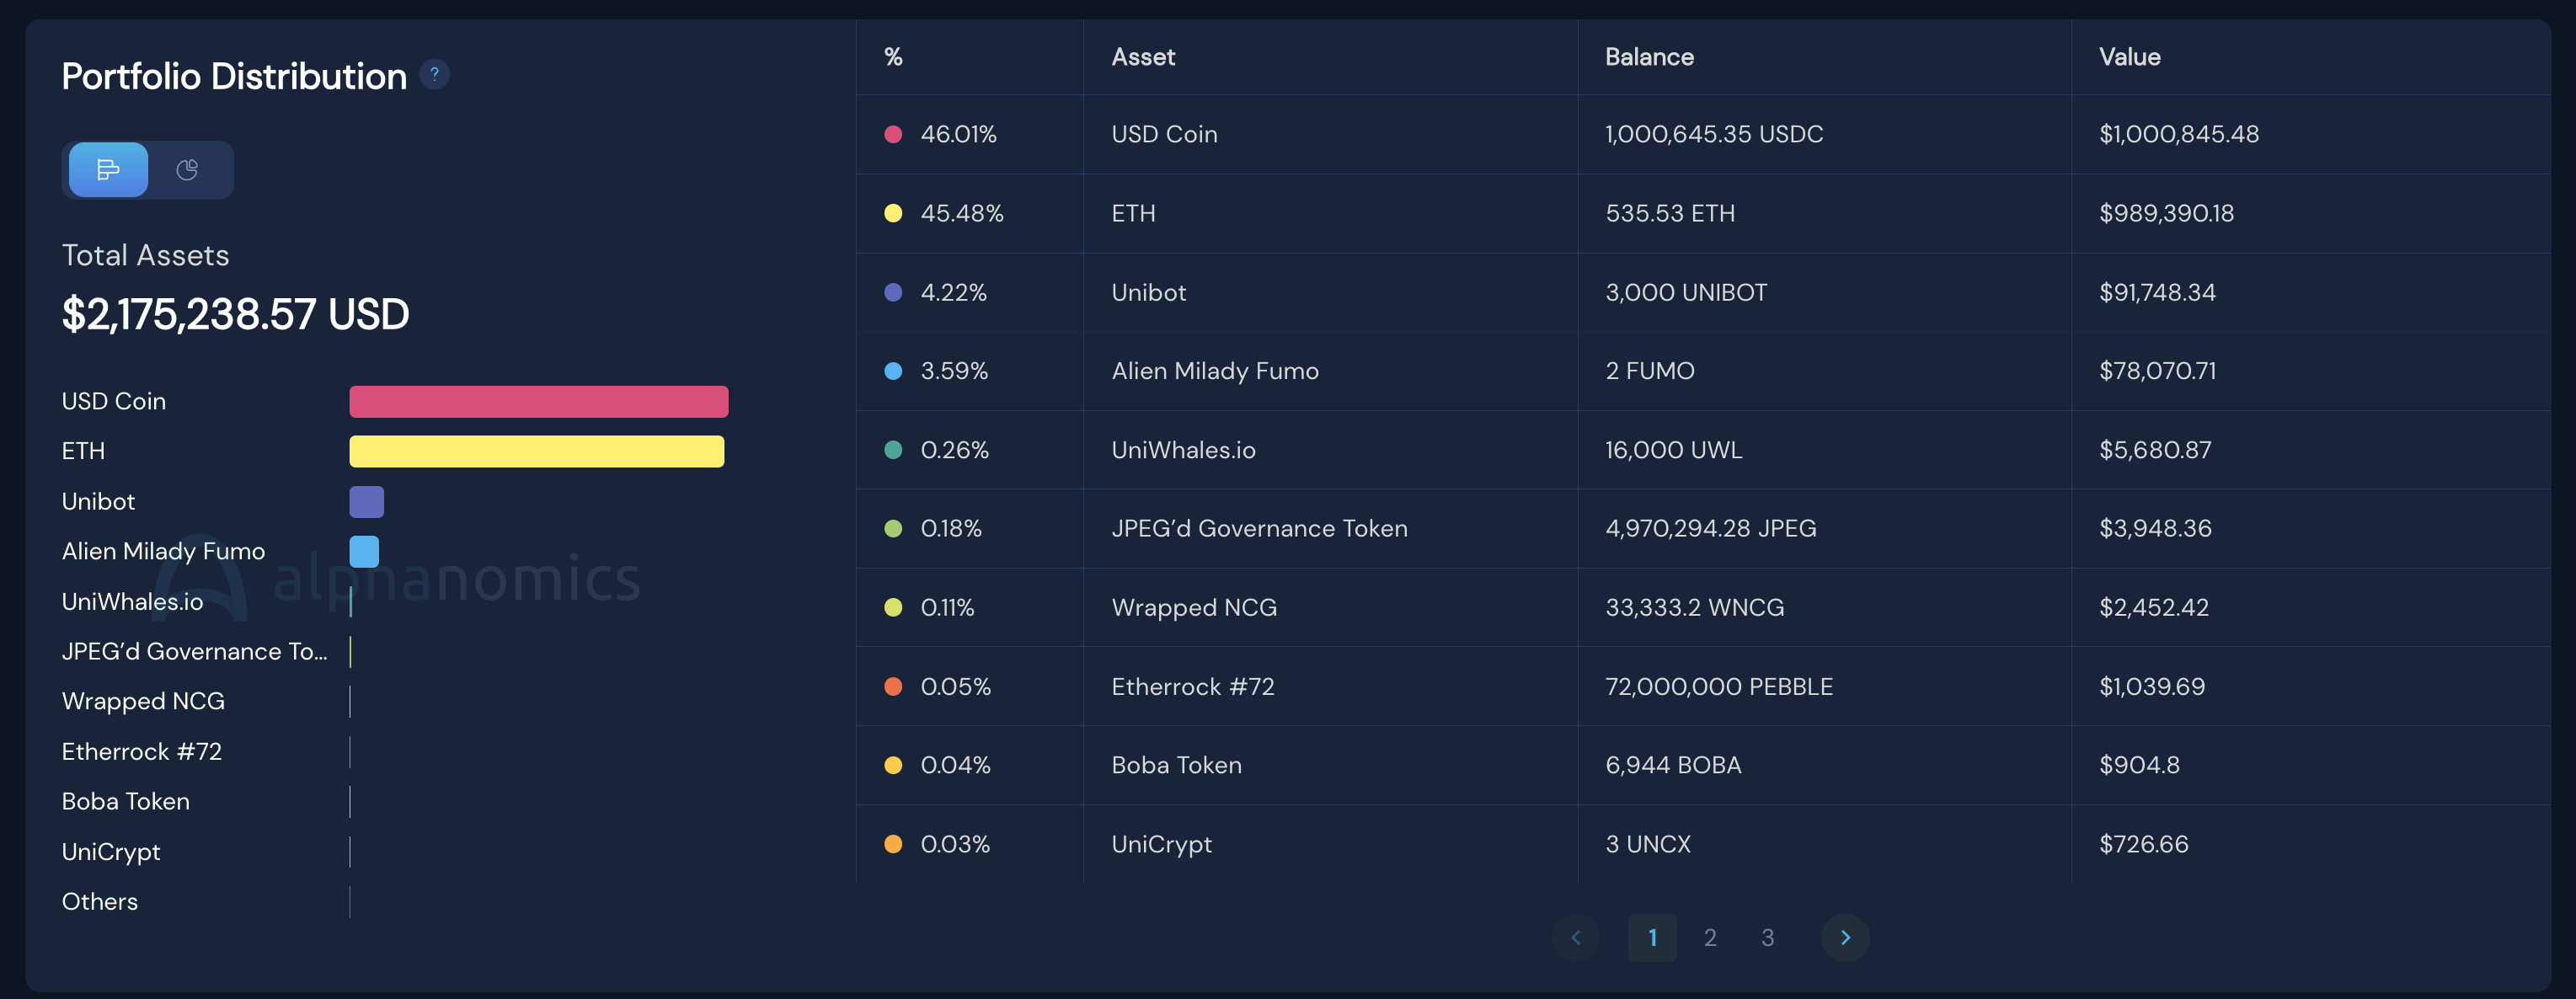 Portfolio Distribution ?
Total Assets
$2,175,238.57 USD
USD Coin
ETH
Unibot
Alien Milady Fumo
UniWhales.io
JPEG’d Governance To...
Wrapped NCG
Etherrock #72
Boba Token
UniCrypt
Others
alphanomics
% Asset Balance Value
46.01% USD Coin 1,000,645.35 USDC $1,000,845.48
45.48% ETH 535.53 ETH $989,390.18
4.22% Unibot 3,000 UNIBOT $91,748.34
3.59% Alien Milady Fumo 2 FUMO $78,070.71
0.26% UniWhales.io 16,000 UWL $5,680.87
0.18% JPEG’d Governance Token 4,970,294.28 JPEG $3,948.36
0.11% Wrapped NCG 33,333.2 WNCG $2,452.42
0.05% Etherrock #72 72,000,000 PEBBLE $1,039.69
0.04% Boba Token 6,944 BOBA $904.8
0.03% UniCrypt 3 UNCX $726.66
1 2 3